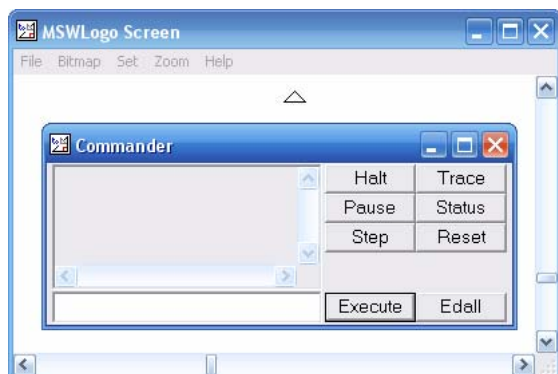 MSWLogo Screen
File Bitmap Set Zoom Help
Commander
Halt Trace
Pause Status
Step Reset
Execute Edall